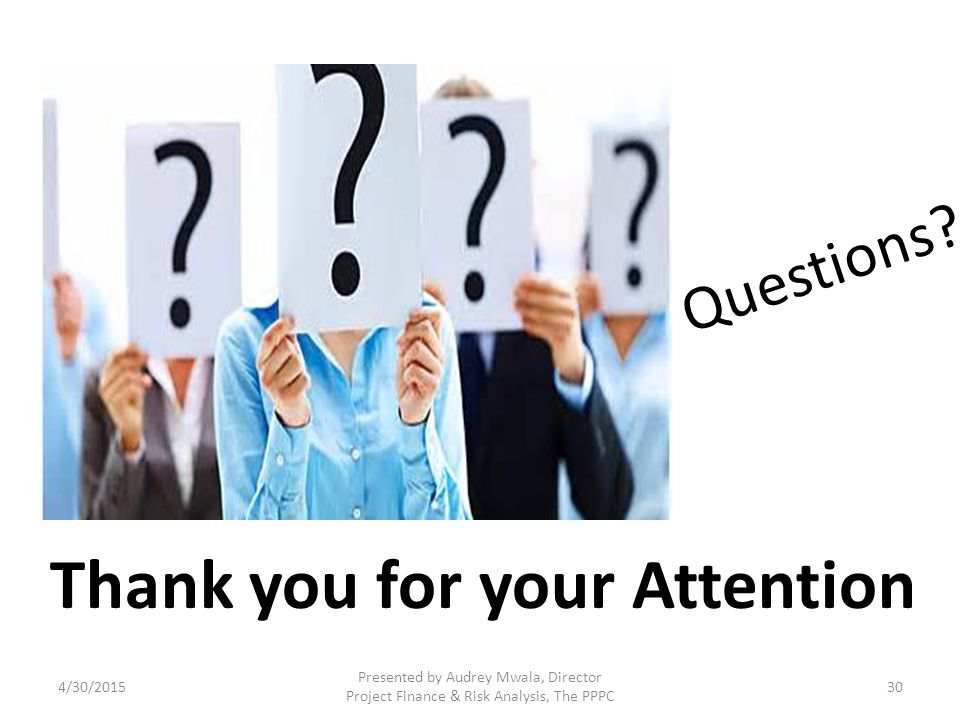 ?
?
?
?
Questions?
Thank you for your Attention
4/30/2015
Presented by Audrey Mwala, Director
Project Finance & Risk Analysis, The PPPC
30